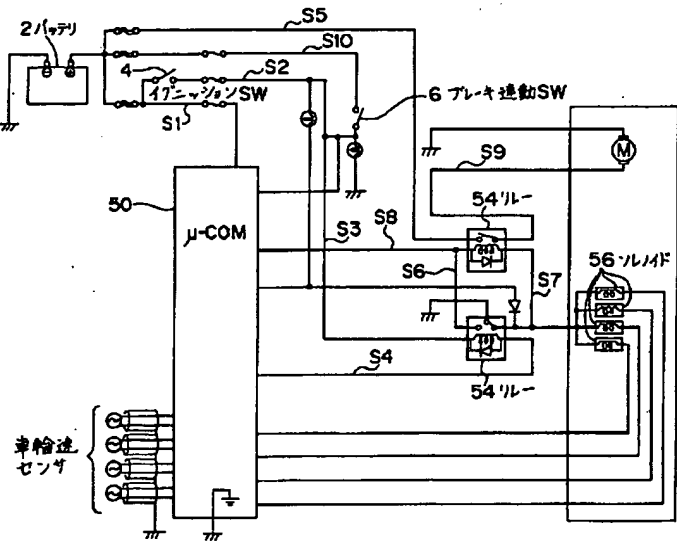 S5
2 バッテリ
S10
4
S2
イグニッションSW
S1
6 ブレーキ連動SW
S9
M
50
μ-COM
54リレー
S8
S3
S6
S7
56ソレノイド
S4
54リレー
車輪速
センサ